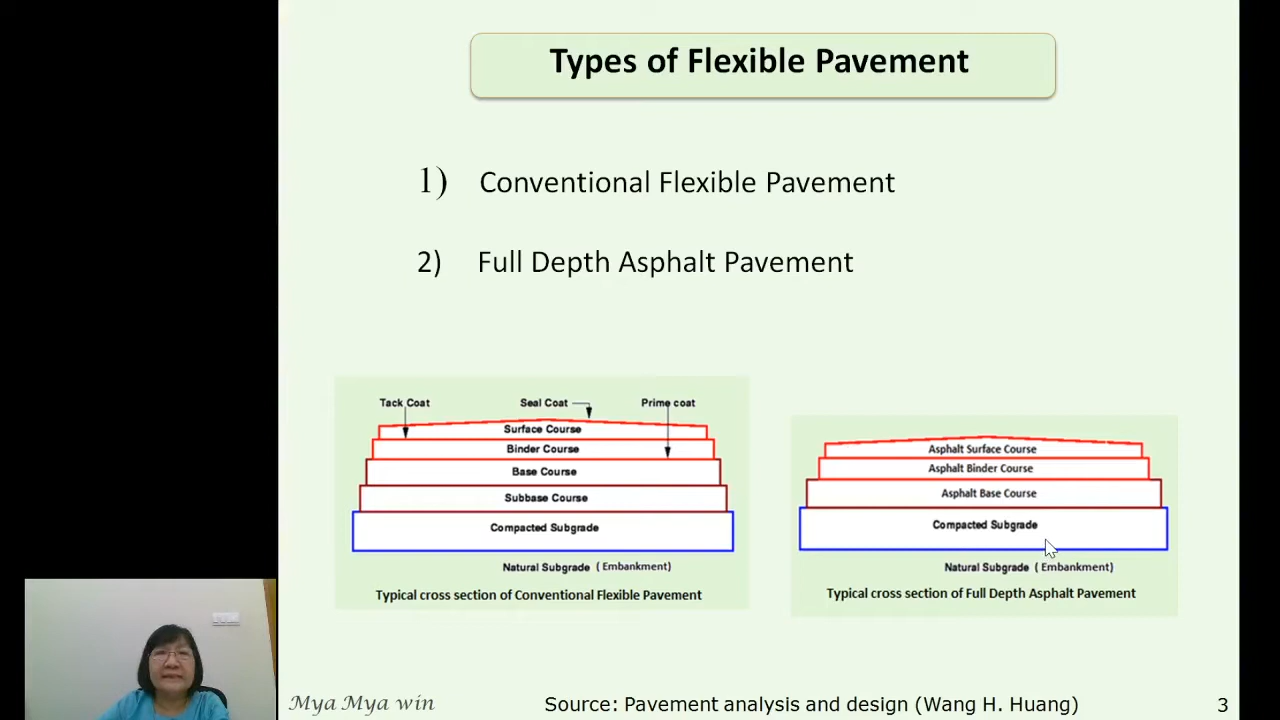 Types of Flexible Pavement
1) Conventional Flexible Pavement
2) Full Depth Asphalt Pavement
Tack Coat Seal Coat Prime coat
Surface Course
Binder Course
Base Course
Subbase Course
Compacted Subgrade
Natural Subgrade ( Embankment)
Typical cross section of Conventional Flexible Pavement
Asphalt Surface Course
Asphalt Binder Course
Asphalt Base Course
Compacted Subgrade
Natural Subgrade ( Embankment)
Typical cross section of Full Depth Asphalt Pavement
Mya Mya win
Source: Pavement analysis and design (Wang H. Huang)
3